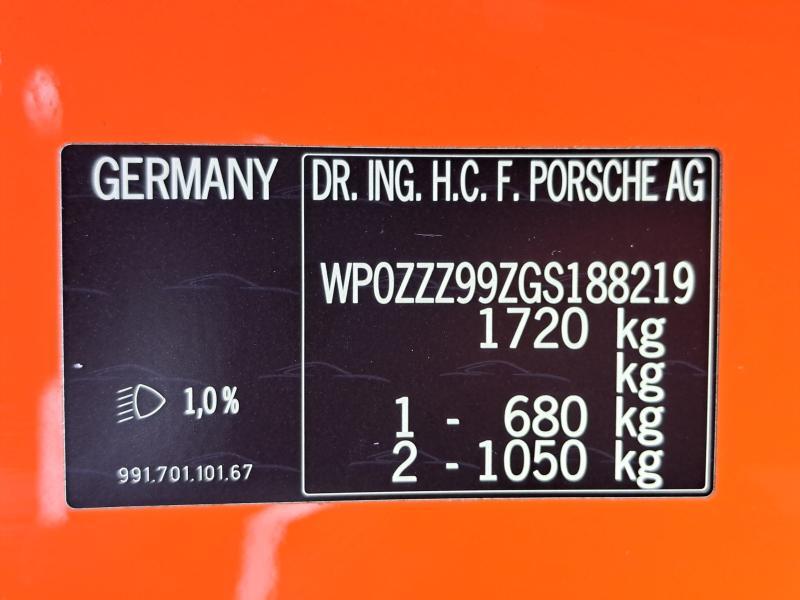 GERMANY
DR. ING. H.C. F. PORSCHE AG
WP0ZZZ99ZGS188219
1720 kg
kg
1 - 680 kg
2 - 1050 kg
1,0%
991.701.101.67